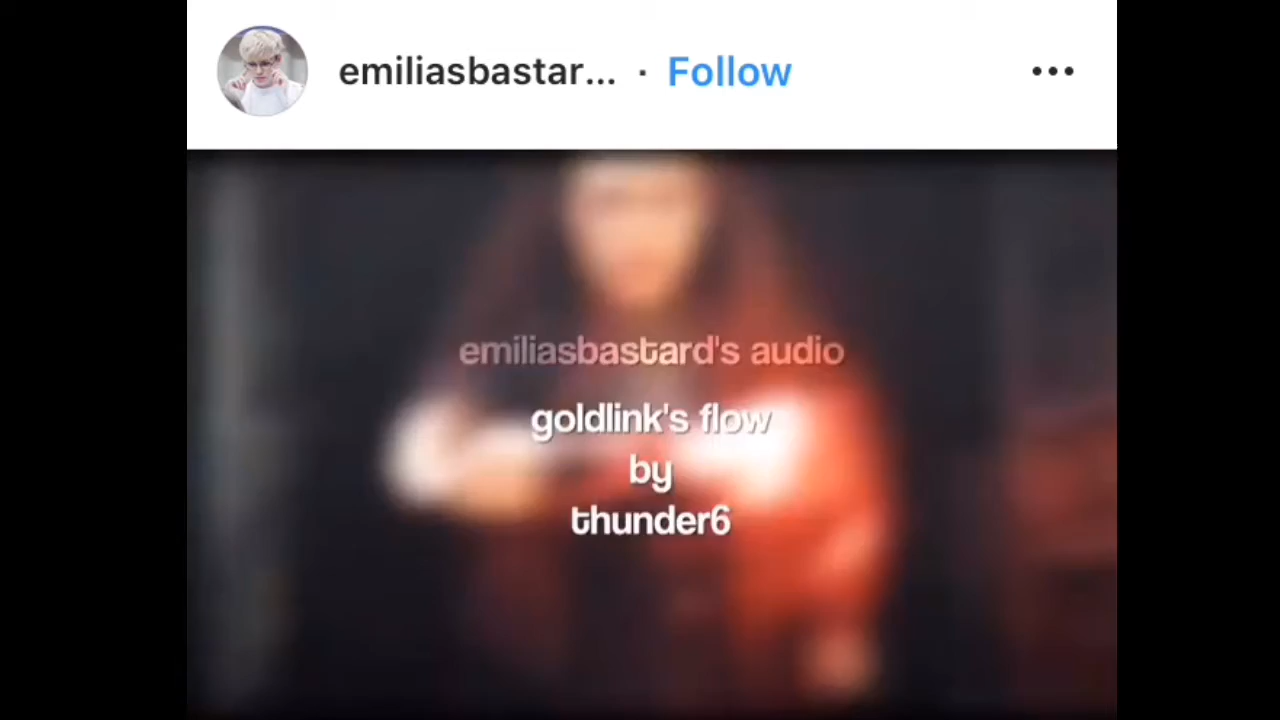 emiliasbastar... · Follow
emiliasbastard's audio
goldlink's flow
by
thunder6